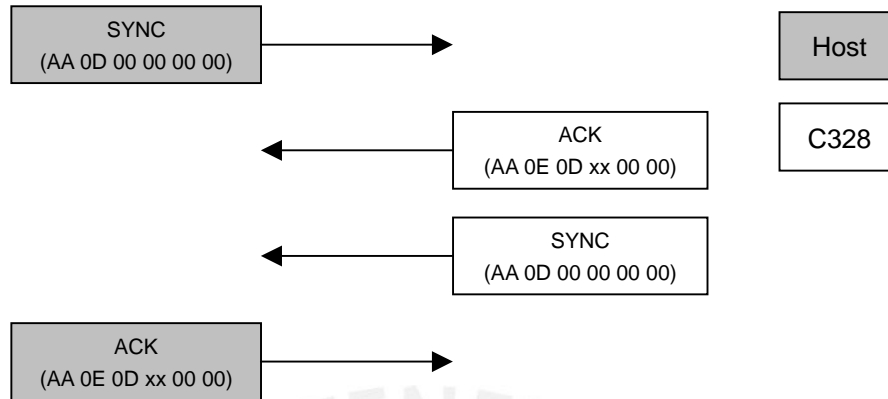 SYNC
(AA 0D 00 00 00 00)
Host
ACK
(AA 0E 0D xx 00 00)
C328
SYNC
(AA 0D 00 00 00 00)
ACK
(AA 0E 0D xx 00 00)